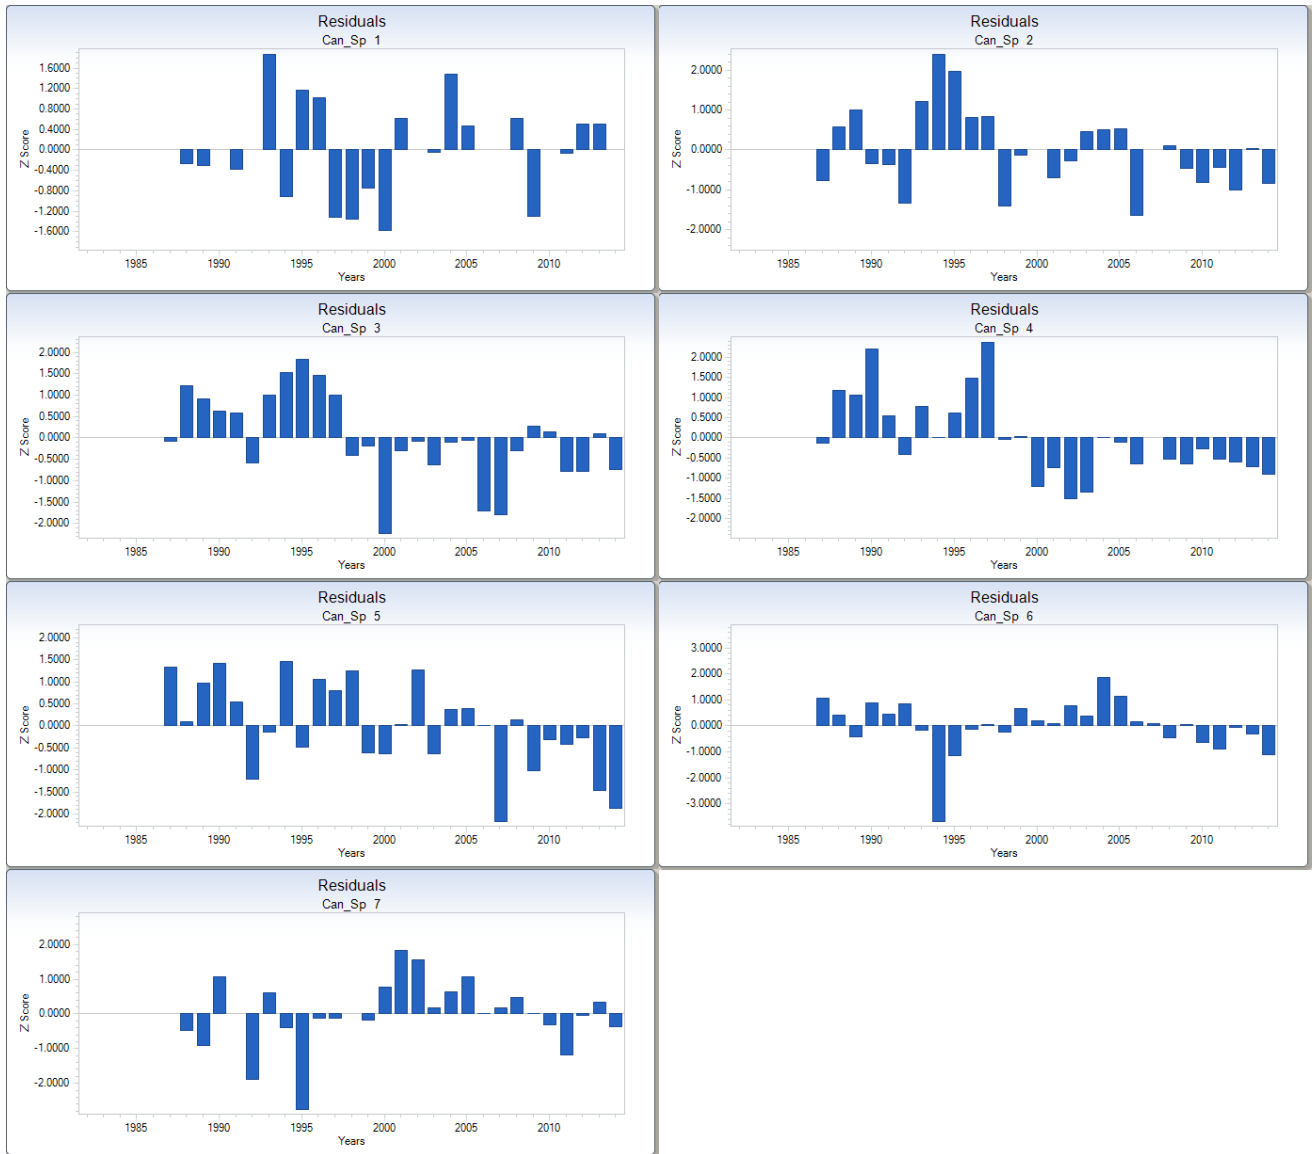 Residuals
Can_Sp 1
1.6000
1.2000
0.8000
0.4000
0.0000
-0.4000
-0.8000
-1.2000
-1.6000
Z Score
1985 1990 1995 2000 2005 2010
Years
Residuals
Can_Sp 2
2.0000
1.0000
0.0000
-1.0000
-2.0000
Z Score
1985 1990 1995 2000 2005 2010
Years
Residuals
Can_Sp 3
2.0000
1.5000
1.0000
0.5000
0.0000
-0.5000
-1.0000
-1.5000
-2.0000
Z Score
1985 1990 1995 2000 2005 2010
Years
Residuals
Can_Sp 4
2.0000
1.5000
1.0000
0.5000
0.0000
-0.5000
-1.0000
-1.5000
-2.0000
Z Score
1985 1990 1995 2000 2005 2010
Years
Residuals
Can_Sp 5
2.0000
1.5000
1.0000
0.5000
0.0000
-0.5000
-1.0000
-1.5000
-2.0000
Z Score
1985 1990 1995 2000 2005 2010
Years
Residuals
Can_Sp 6
3.0000
2.0000
1.0000
0.0000
-1.0000
-2.0000
-3.0000
Z Score
1985 1990 1995 2000 2005 2010
Years
Residuals
Can_Sp 7
2.0000
1.0000
0.0000
-1.0000
-2.0000
Z Score
1985 1990 1995 2000 2005 2010
Years